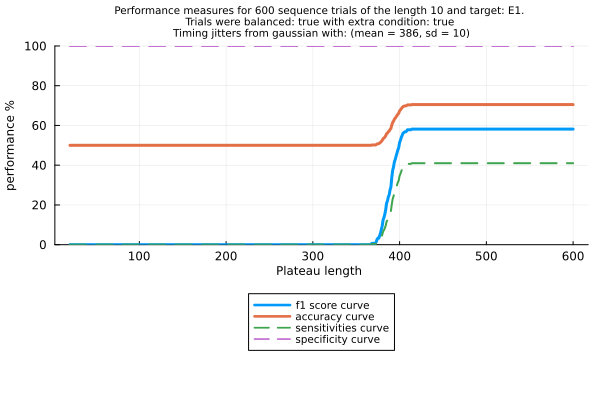 Performance measures for 600 sequence trials of the length 10 and target: E1.
Trials were balanced: true with extra condition: true
Timing jitters from gaussian with: (mean = 386, sd = 10)
100
80
60
40
20
0
performance %
100 200 300 400 500 600
Plateau length
f1 score curve
accuracy curve
sensitivities curve
specificity curve